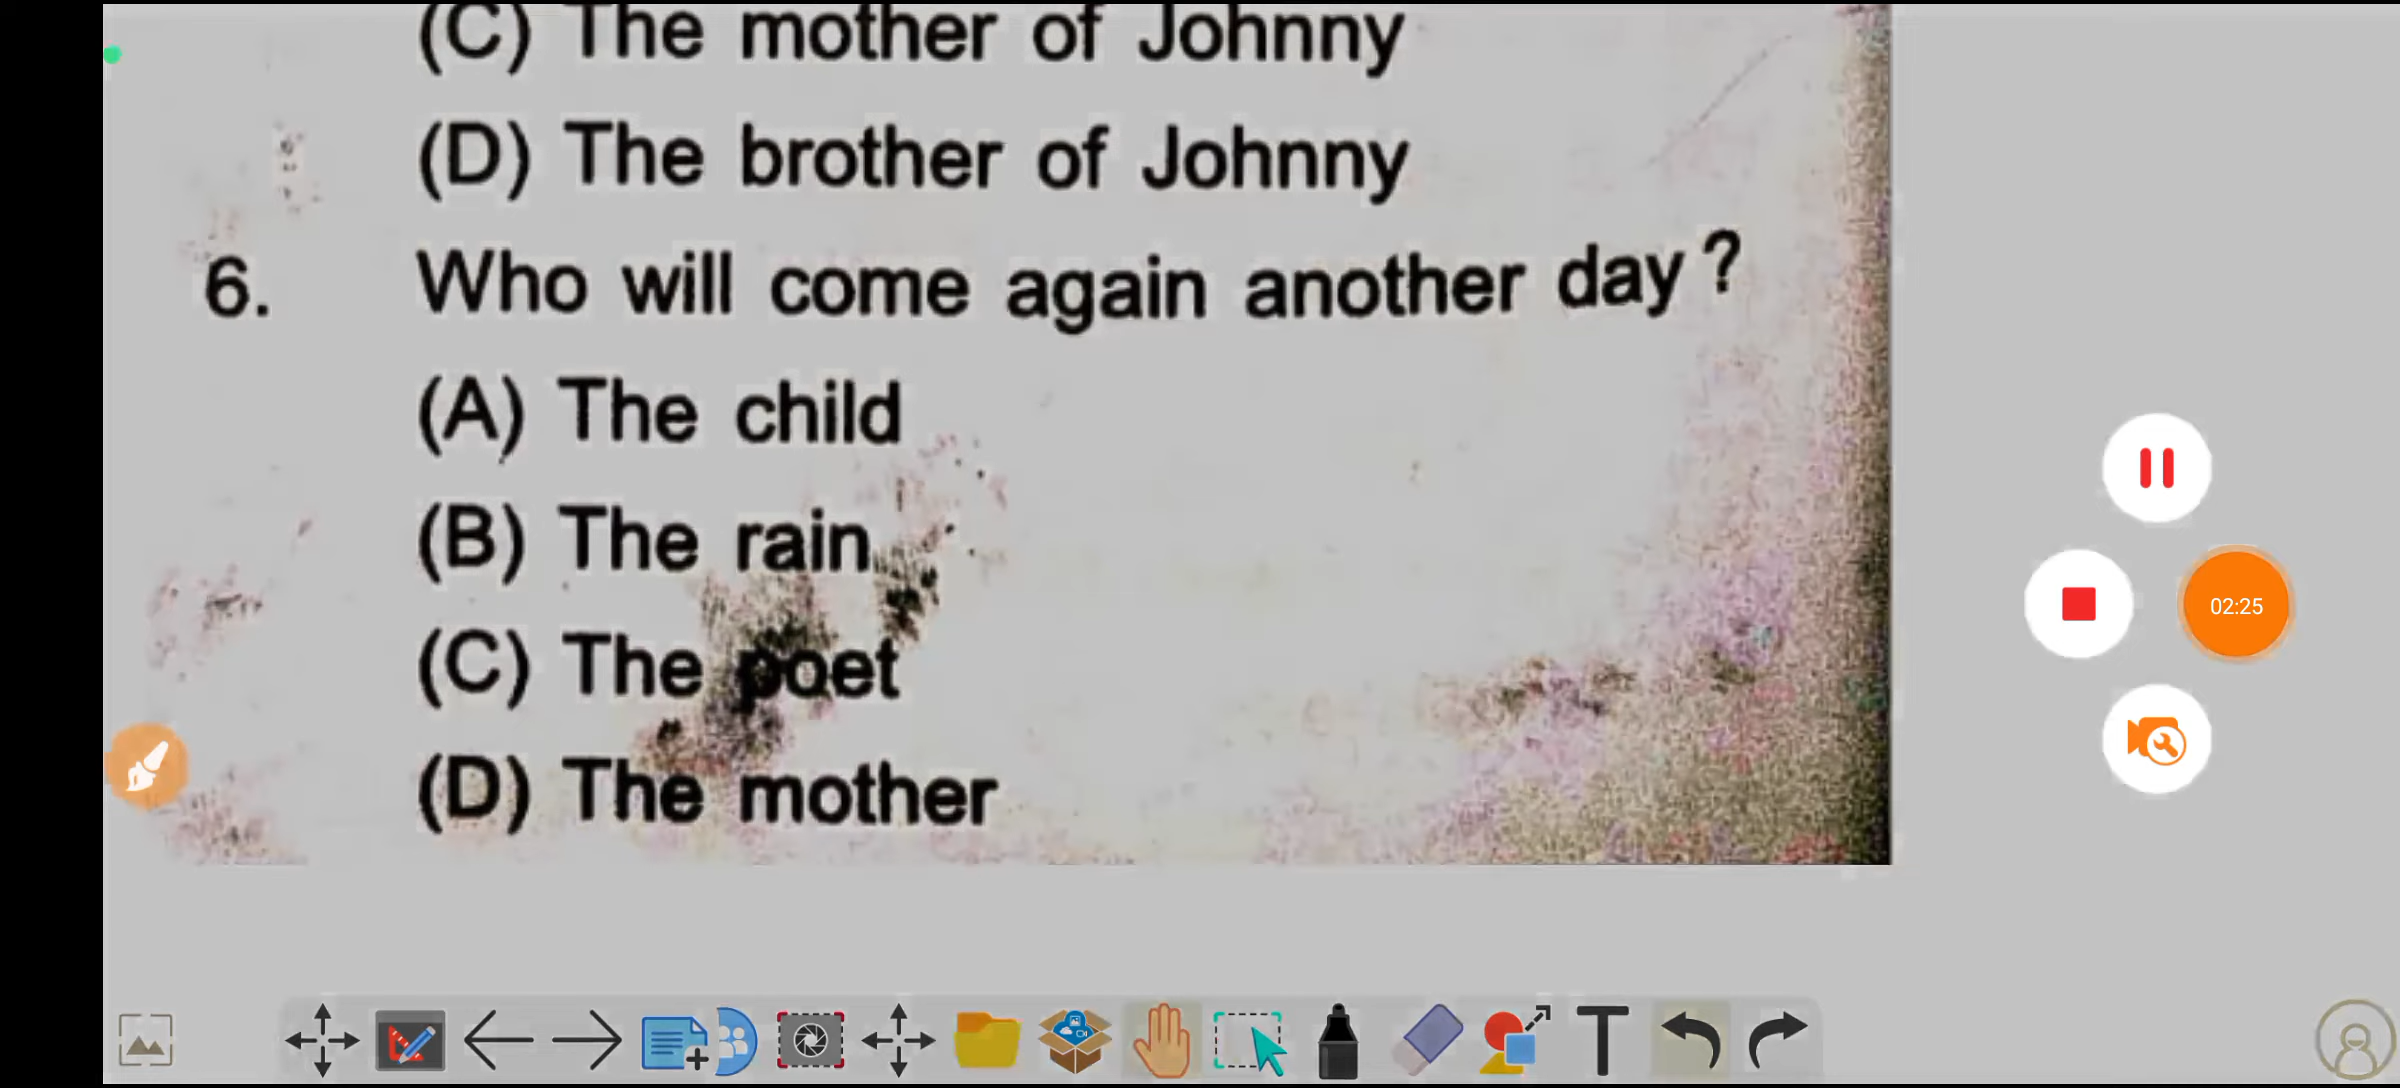 (C) The mother of Johnny
(D) The brother of Johnny
6. Who will come again another day?
(A) The child
(B) The rain
(C) The poet
(D) The mother
02:25
T